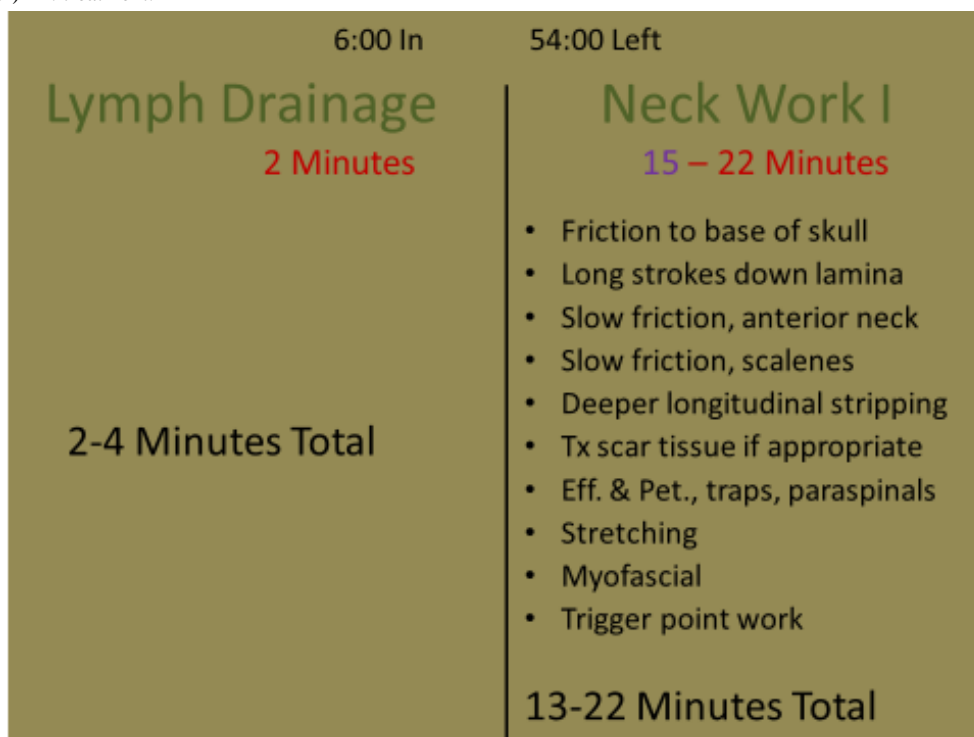 6:00 In
54:00 Left
Lymph Drainage
2 Minutes
2-4 Minutes Total
Neck Work I
15 – 22 Minutes
• Friction to base of skull
• Long strokes down lamina
• Slow friction, anterior neck
• Slow friction, scalenes
• Deeper longitudinal stripping
• Tx scar tissue if appropriate
• Eff. & Pet., traps, paraspinals
• Stretching
• Myofascial
• Trigger point work
13-22 Minutes Total